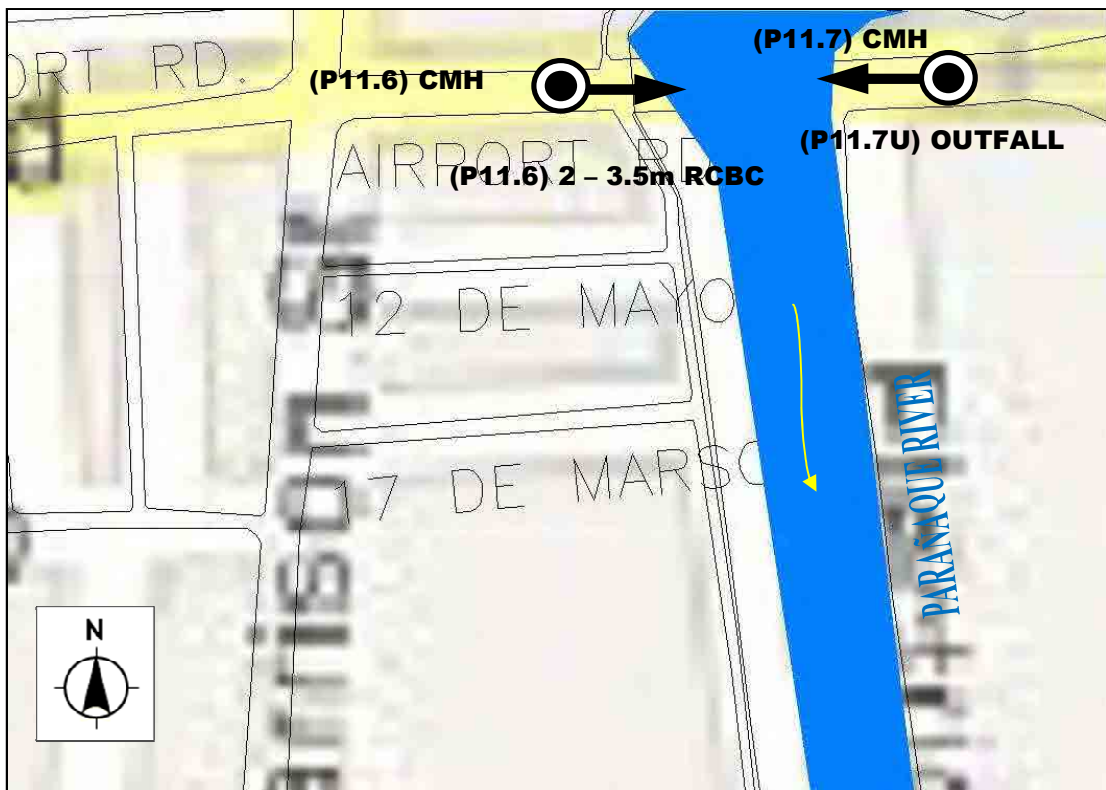 ORT RD.
(P11.7) CMH
(P11.6) CMH
(P11.7U) OUTFALL
AIRPORT RD
(P11.6) 2 – 3.5m RCBC
12 DE MAYO
17 DE MARSO
PARAÑAQUE RIVER
arrison
N